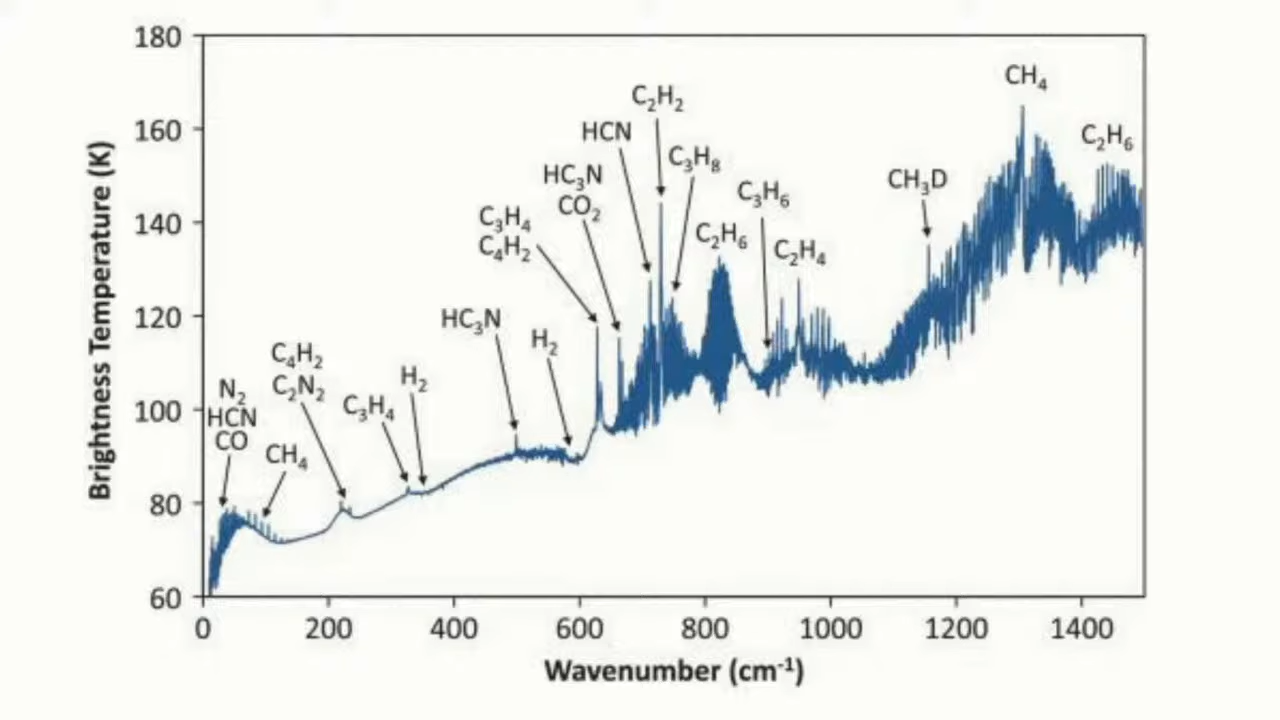 180
160
140
120
100
80
60
0
200
400
600
800
1000
1200
1400
Brightness Temperature (K)
Wavenumber (cm⁻¹)
N₂
HCN
CO
CH₄
C₄H₂
C₂N₂
C₃H₄
H₂
HC₃N
H₂
C₃H₄
C₄H₂
HC₃N
CO₂
HCN
C₂H₂
C₃H₈
C₂H₆
C₃H₆
C₂H₄
CH₃D
CH₄
C₂H₆